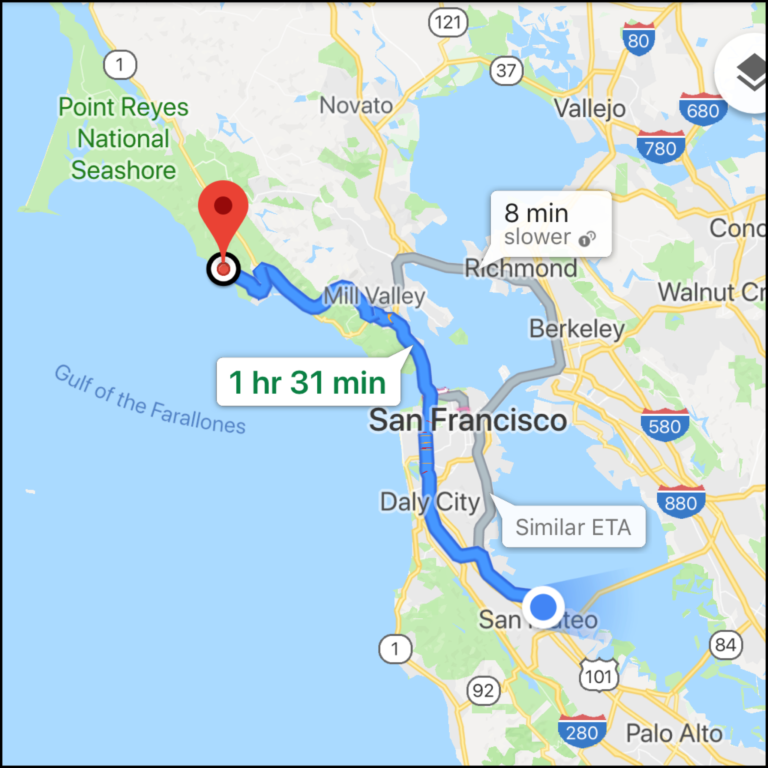 121
80
1
37
Point Reyes
National
Seashore
Novato
Vallejo
680
780
8 min
slower
Conc
Richmond
Mill Valley
Walnut Cr
Berkeley
1 hr 31 min
Gulf of the Farallones
San Francisco
580
Daly City
880
Similar ETA
San
teo
1
84
92
101
280
Palo Alto